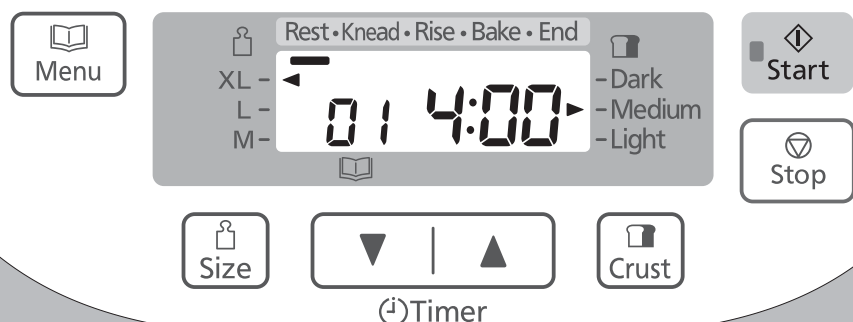 Menu
Rest • Knead • Rise • Bake • End
XL
L
M
01 4:00
Dark
Medium
Light
Start
Stop
Size
Timer
Crust